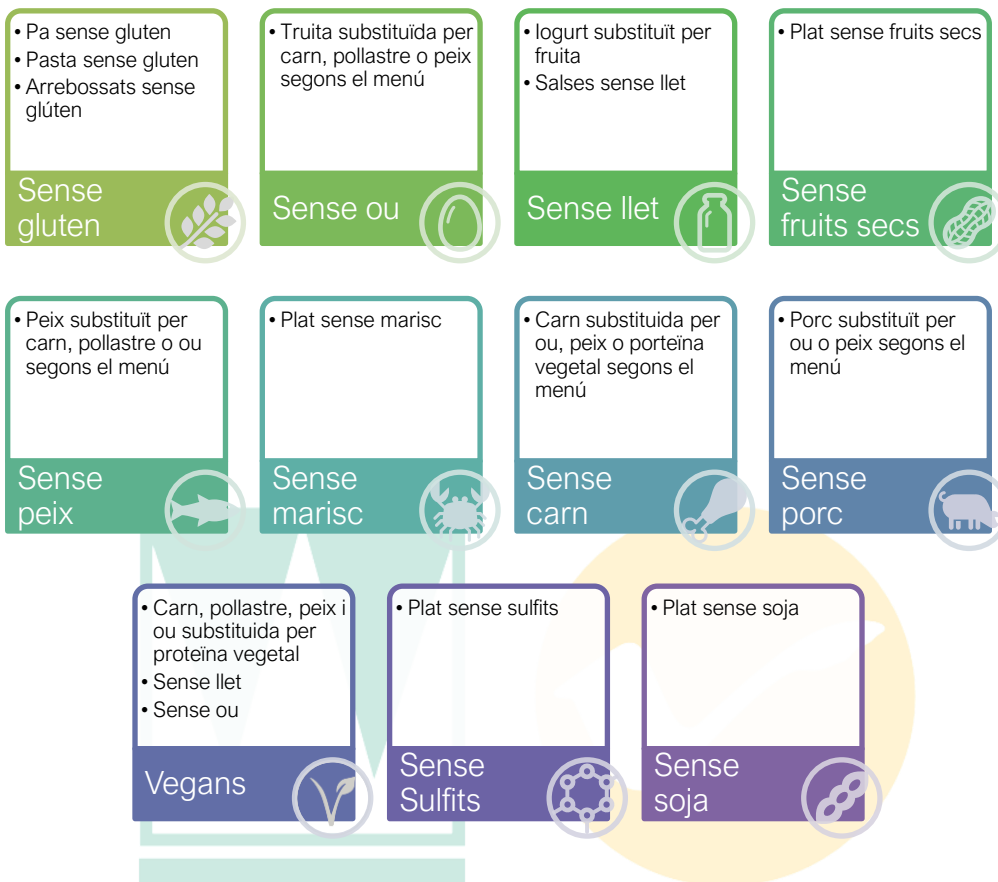 • Pa sense gluten
• Pasta sense gluten
• Arrebossats sense
glúten
Sense
gluten
• Truita substituïda per
carn, pollastre o peix
segons el menú
Sense ou
• Iogurt substituït per
fruita
• Salses sense llet
Sense llet
• Plat sense fruits secs
Sense
fruits secs
• Peix substituït per
carn, pollastre o ou
segons el menú
Sense
peix
• Plat sense marisc
Sense
marisc
• Carn substituida per
ou, peix o porteïna
vegetal segons el
menú
Sense
carn
• Porc substituït per
ou o peix segons el
menú
Sense
porc
• Carn, pollastre, peix i
ou substituida per
proteïna vegetal
• Sense llet
• Sense ou
Vegans
• Plat sense sulfits
Sense
Sulfits
• Plat sense soja
Sense
soja